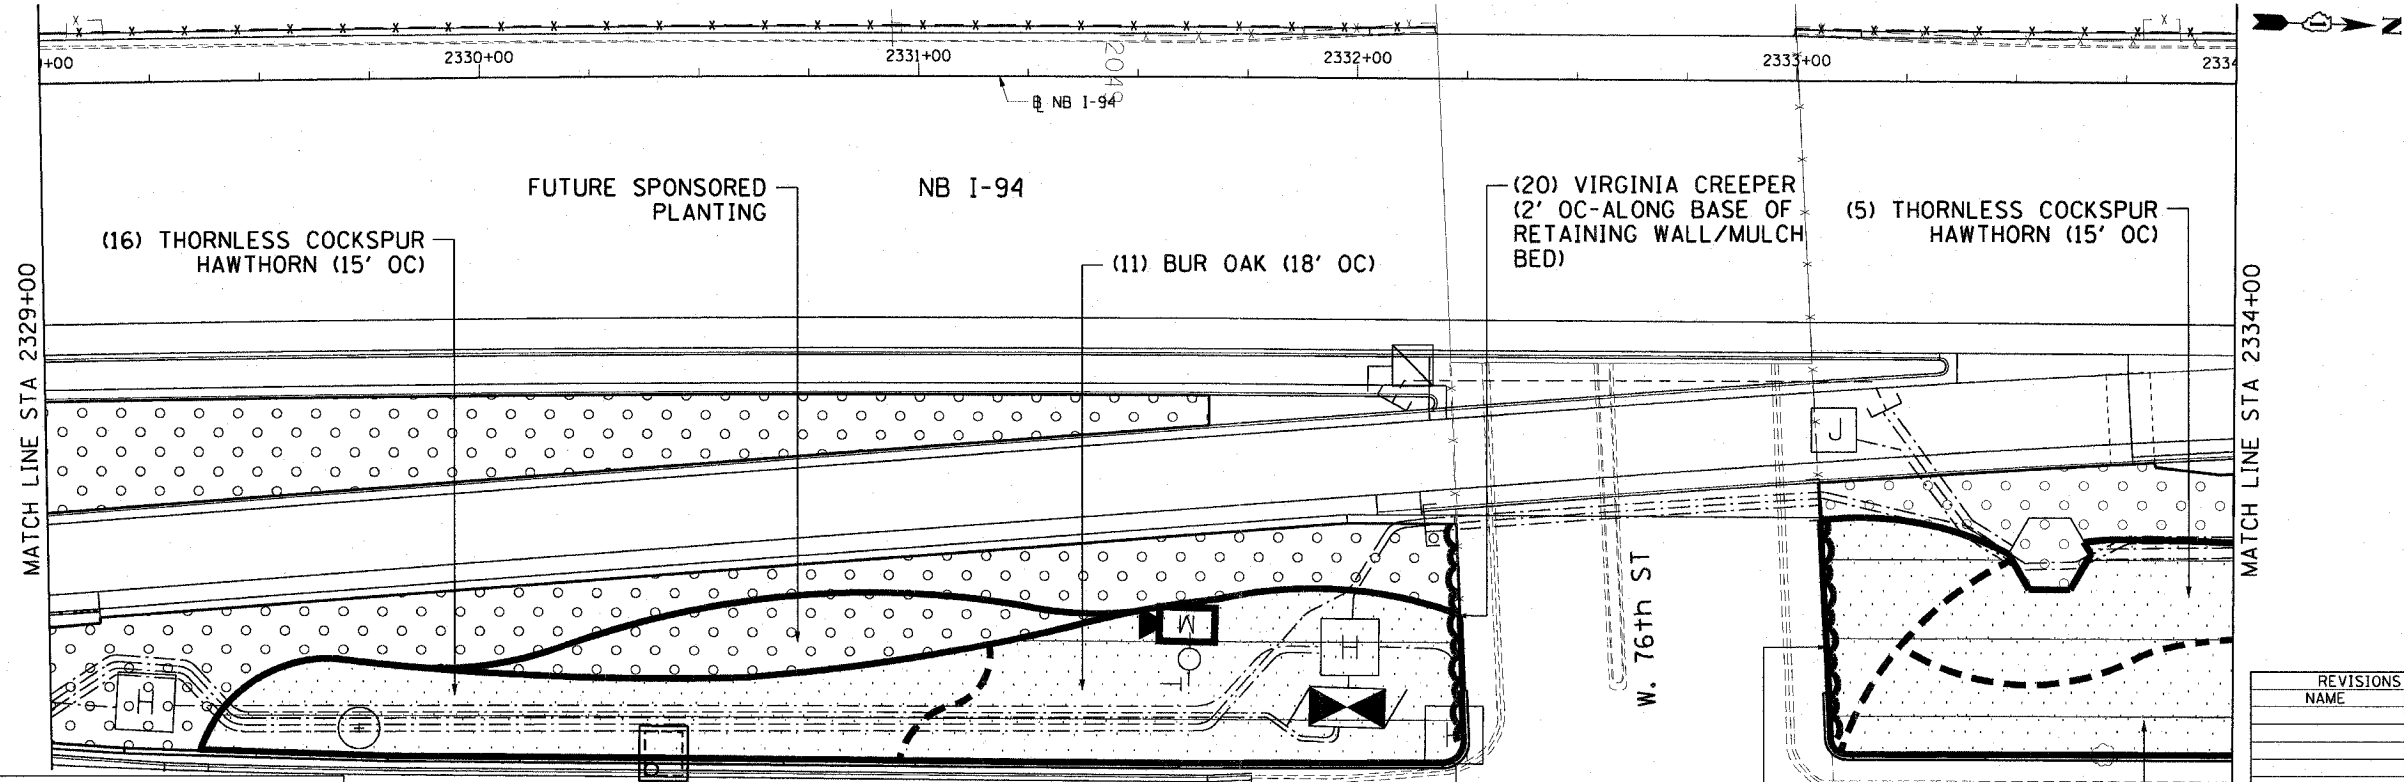 N
+00
2330+00
2331+00
2332+00
2333+00
2334
2049
NB I-94
FUTURE SPONSORED
PLANTING
NB I-94
(20) VIRGINIA CREEPER
(2' OC-ALONG BASE OF
RETAINING WALL/MULCH
BED)
(5) THORNLESS COCKSPUR
HAWTHORN (15' OC)
(16) THORNLESS COCKSPUR
HAWTHORN (15' OC)
(11) BUR OAK (18' OC)
MATCH LINE STA 2329+00
MATCH LINE STA 2334+00
J
M
H
H
W. 76th ST
REVISIONS
NAME